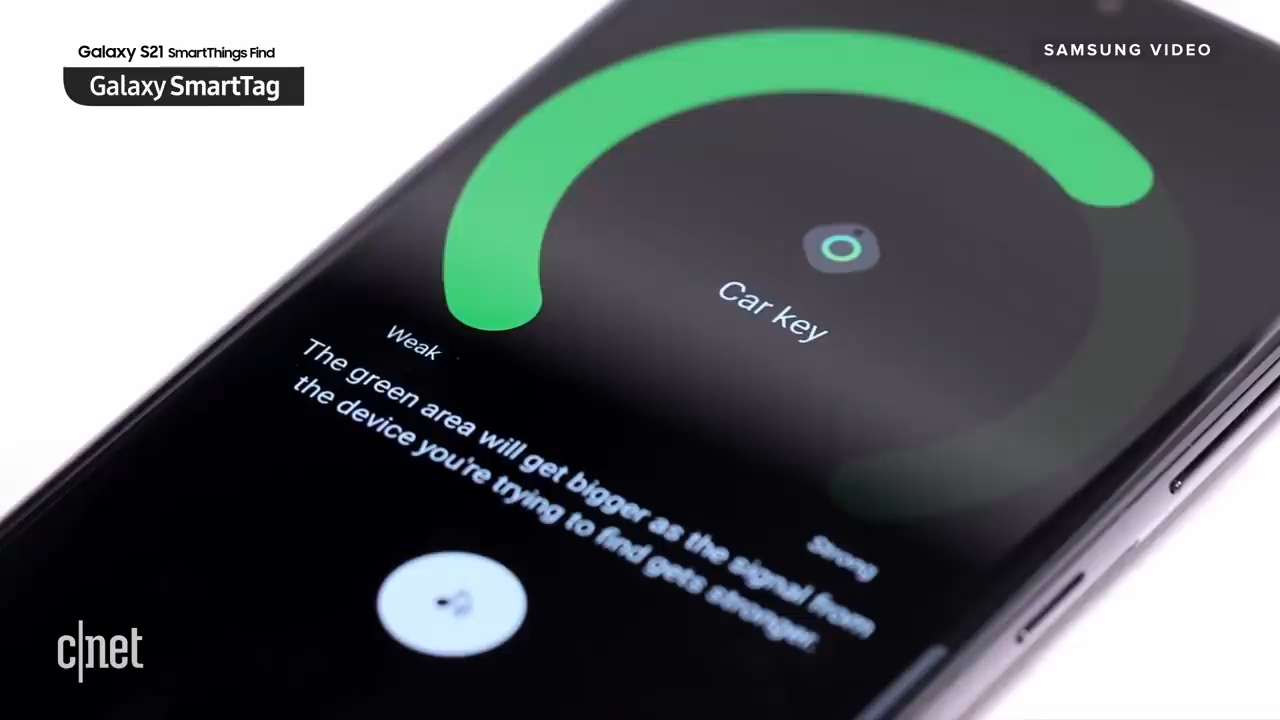 Galaxy S21 SmartThings Find
Galaxy SmartTag
SAMSUNG VIDEO
Car key
Weak
Strong
The green area will get bigger as the signal from
the device you're trying to find gets stronger.
c|net